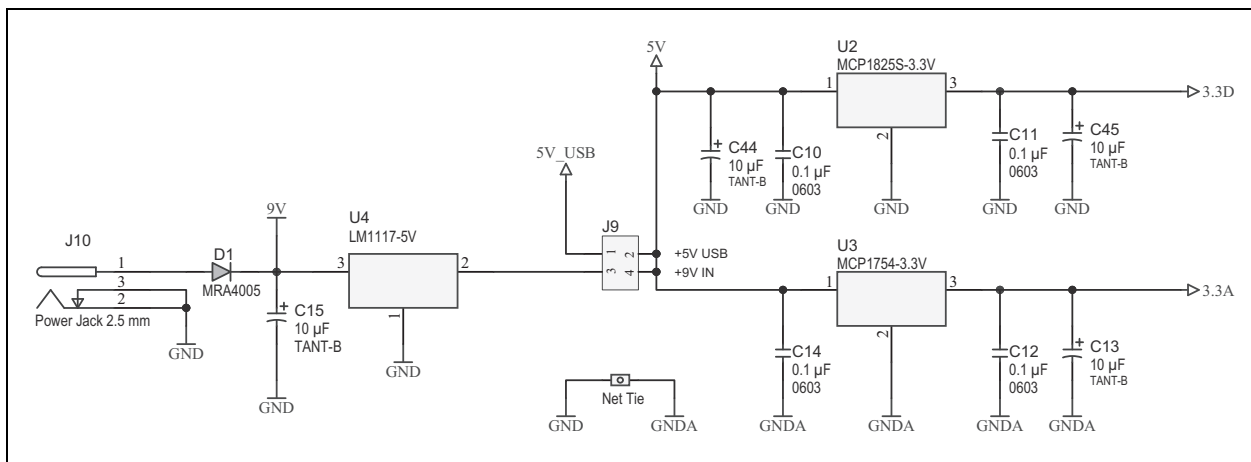 5V
U2
MCP1825S-3.3V
1
3
3.3D
2
C44
10 µF
TANT-B
C10
0.1 µF
0603
C11
0.1 µF
0603
C45
10 µF
TANT-B
GND
GND
GND
GND
GND
5V_USB
J9
1
2
+5V USB
3
4
+9V IN
9V
U4
LM1117-5V
3
2
1
J10
1
3
2
Power Jack 2.5 mm
D1
MRA4005
C15
10 µF
TANT-B
GND
GND
GND
U3
MCP1754-3.3V
1
3
3.3A
2
C14
0.1 µF
0603
C12
0.1 µF
0603
C13
10 µF
TANT-B
Net Tie
GND
GNDA
GNDA
GNDA
GNDA
GNDA